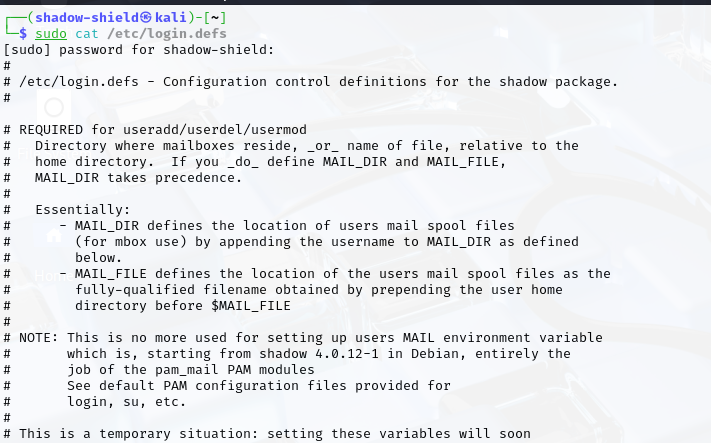 ┌──(shadow-shield㉿kali)-[~]
└─$ sudo cat /etc/login.defs
[sudo] password for shadow-shield:
#
# /etc/login.defs - Configuration control definitions for the shadow package.
#

# REQUIRED for useradd/userdel/usermod
#   Directory where mailboxes reside, _or_ name of file, relative to the
#   home directory.  If you _do_ define MAIL_DIR and MAIL_FILE,
#   MAIL_DIR takes precedence.
#
#   Essentially:
#      - MAIL_DIR defines the location of users mail spool files
#        (for mbox use) by appending the username to MAIL_DIR as defined
#        below.
#      - MAIL_FILE defines the location of the users mail spool files as the
#        fully-qualified filename obtained by prepending the user home
#        directory before $MAIL_FILE
#
# NOTE: This is no more used for setting up users MAIL environment variable
#       which is, starting from shadow 4.0.12-1 in Debian, entirely the
#       job of the pam_mail PAM modules
#       See default PAM configuration files provided for
#       login, su, etc.
#
# This is a temporary situation: setting these variables will soon